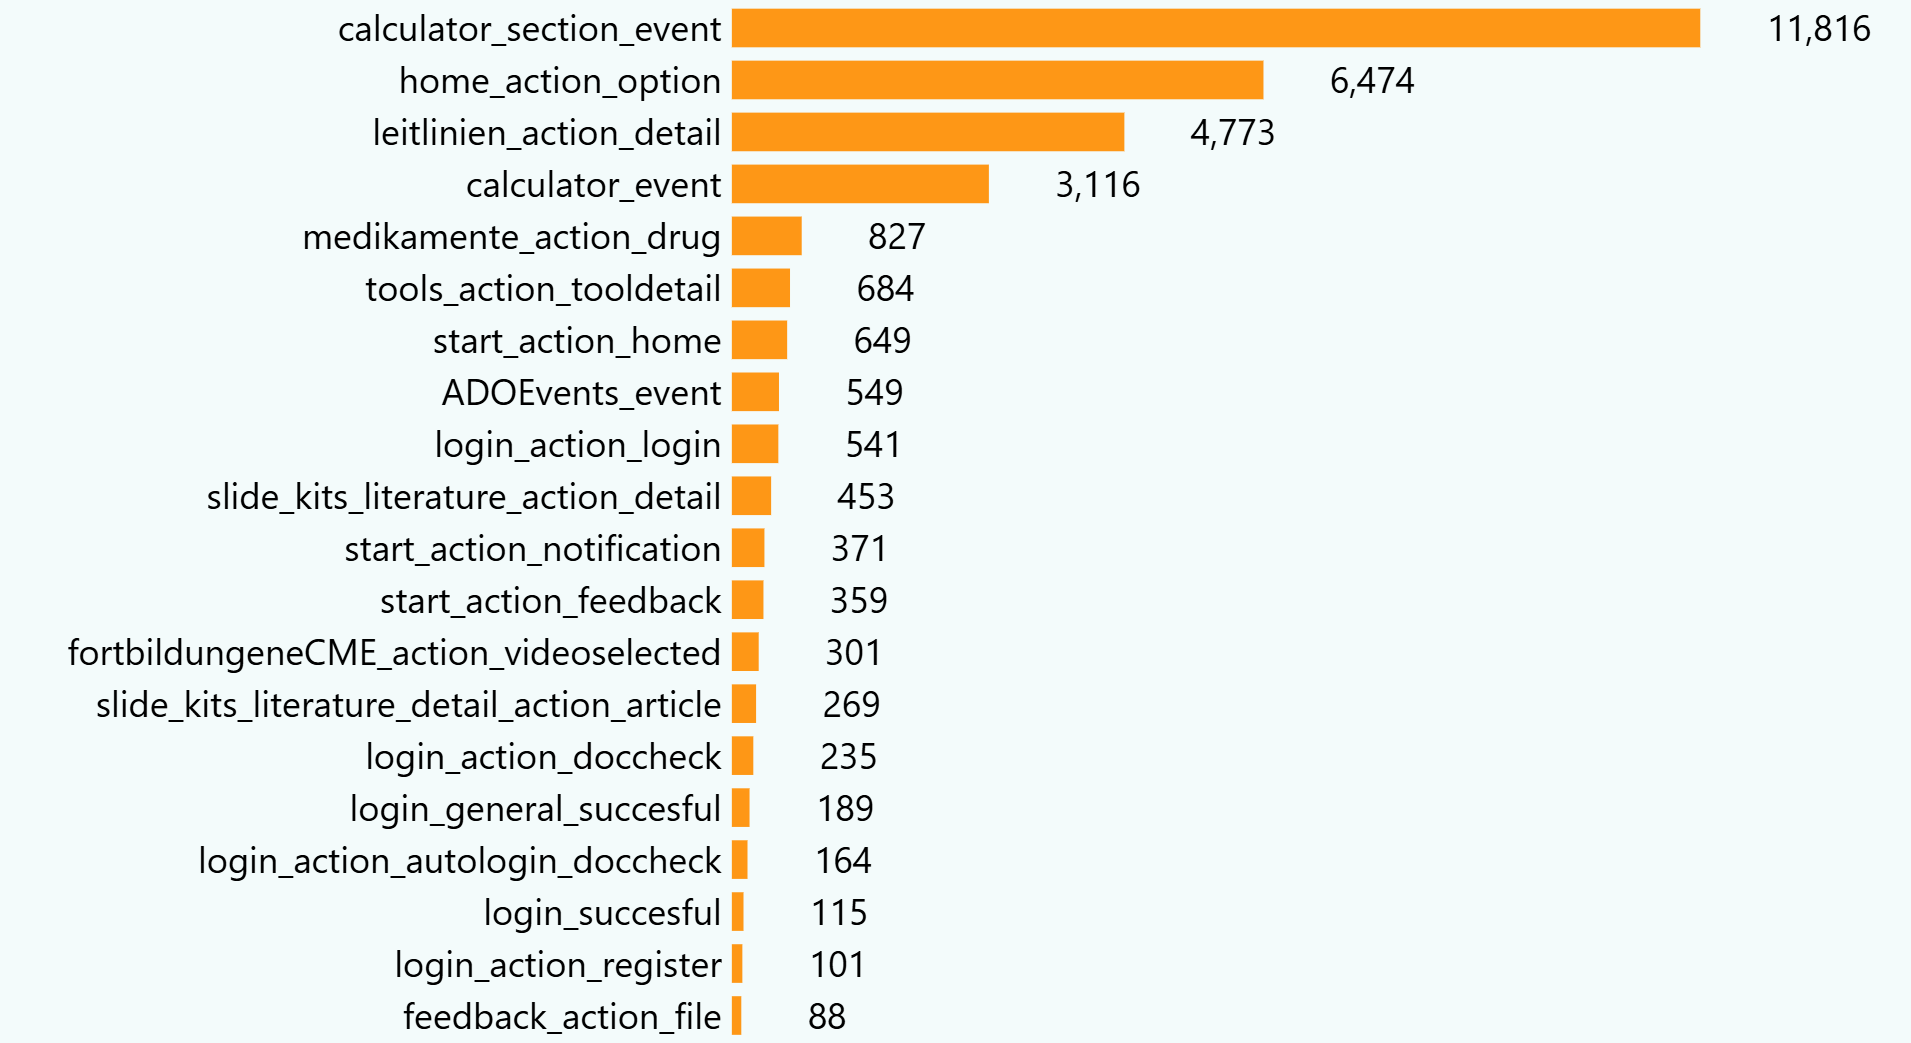 calculator_section_event 11,816
home_action_option 6,474
leitlinien_action_detail 4,773
calculator_event 3,116
medikamente_action_drug 827
tools_action_tooldetail 684
start_action_home 649
ADOEvents_event 549
login_action_login 541
slide_kits_literature_action_detail 453
start_action_notification 371
start_action_feedback 359
fortbildungeneCME_action_videoselected 301
slide_kits_literature_detail_action_article 269
login_action_doccheck 235
login_general_succesful 189
login_action_autologin_doccheck 164
login_succesful 115
login_action_register 101
feedback_action_file 88